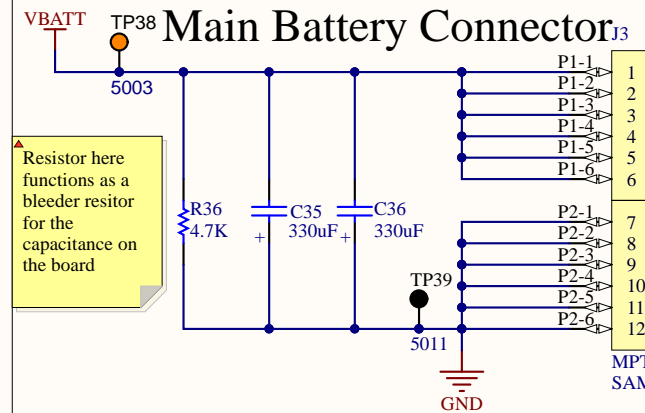 VBATT
TP38
Main Battery Connector
J3
5003
P1-1
1
P1-2
2
P1-3
3
P1-4
4
P1-5
5
P1-6
6
Resistor here
functions as a
bleeder resitor
for the
capacitance on
the board
R36
4.7K
C35
330uF
+
C36
330uF
+
P2-1
7
P2-2
8
P2-3
9
P2-4
10
P2-5
11
P2-6
12
TP39
5011
GND
MPT
SAM